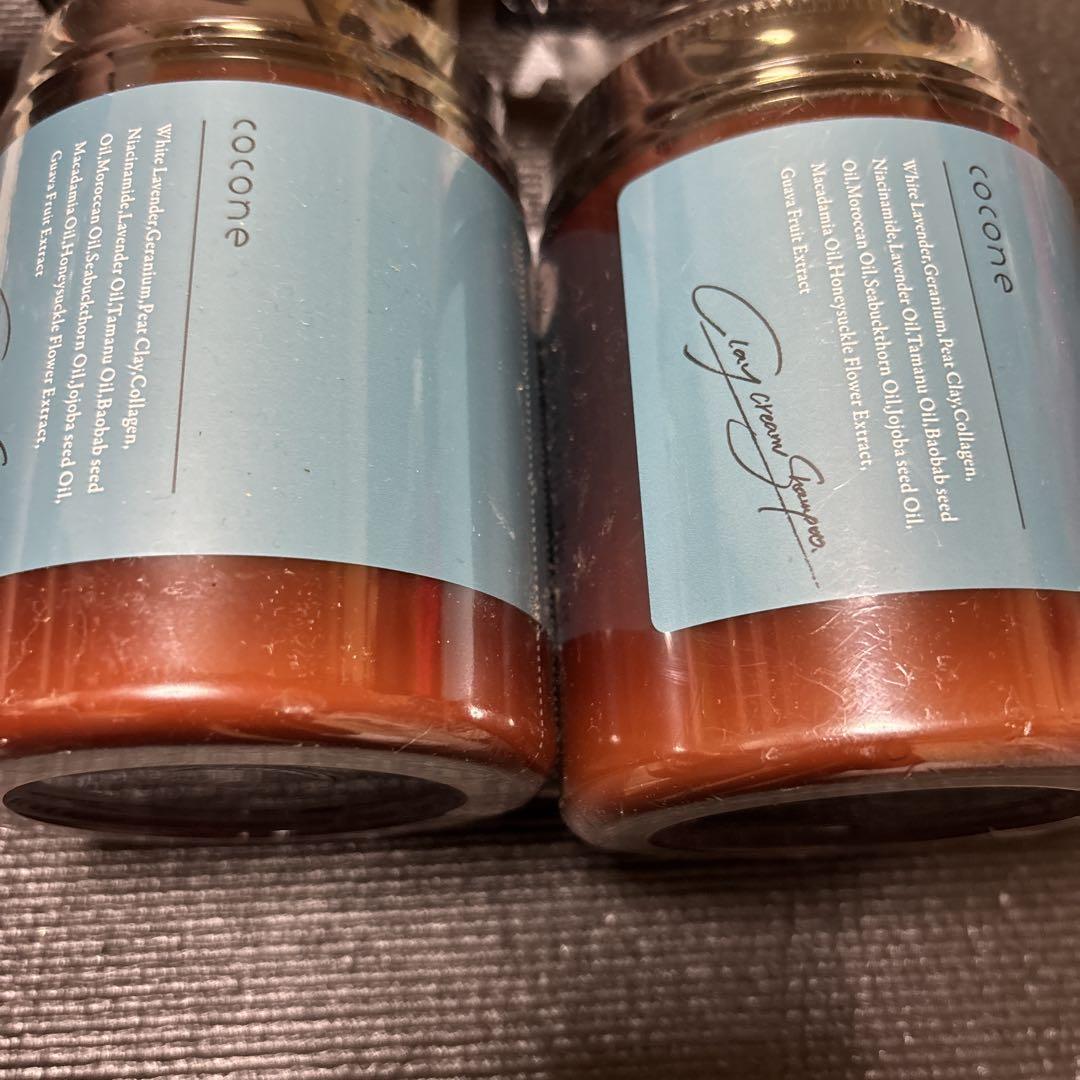 cocone
White Lavender,Geranium,Peat Clay,Collagen,
Niacinamide,Lavender Oil,Tamanu Oil,Baobab seed
Oil,Moroccan Oil,Seabuckthorn Oil,Jojoba seed Oil,
Macadamia Oil,Honeysuckle Flower Extract,
Guava Fruit Extract
cocone
White Lavender,Geranium,Peat Clay,Collagen,
Niacinamide,Lavender Oil,Tamanu Oil,Baobab seed
Oil,Moroccan Oil,Seabuckthorn Oil,Jojoba seed Oil,
Macadamia Oil,Honeysuckle Flower Extract,
Guava Fruit Extract
Clay cream Shampoo.